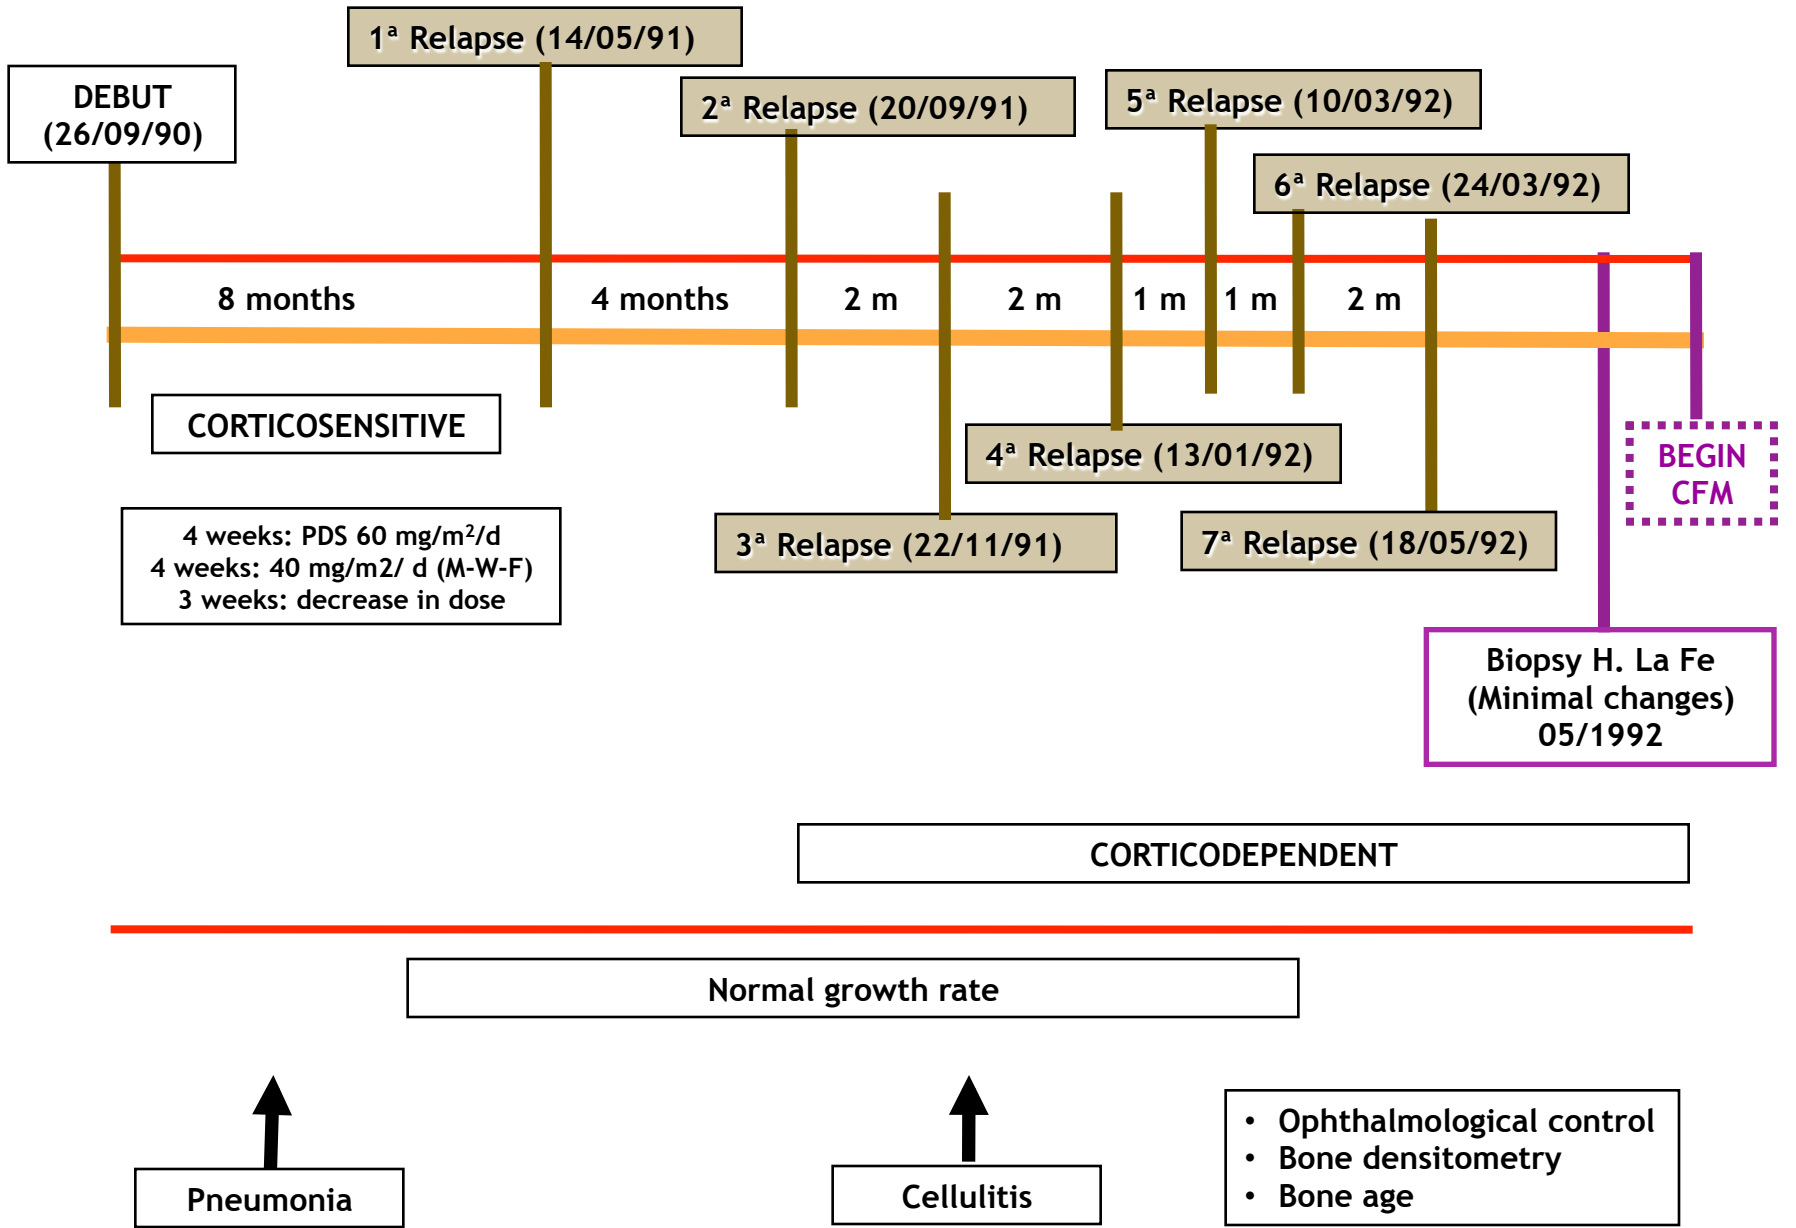 1ª Relapse (14/05/91)
DEBUT
(26/09/90)
2ª Relapse (20/09/91)
5ª Relapse (10/03/92)
6ª Relapse (24/03/92)
8 months
4 months
2 m
2 m
1 m
1 m
2 m
CORTICOSENSITIVE
4ª Relapse (13/01/92)
BEGIN
CFM
4 weeks: PDS 60 mg/m²/d
4 weeks: 40 mg/m2/ d (M-W-F)
3 weeks: decrease in dose
3ª Relapse (22/11/91)
7ª Relapse (18/05/92)
Biopsy H. La Fe
(Minimal changes)
05/1992
CORTICODEPENDENT
Normal growth rate
Pneumonia
Cellulitis
• Ophthalmological control
• Bone densitometry
• Bone age